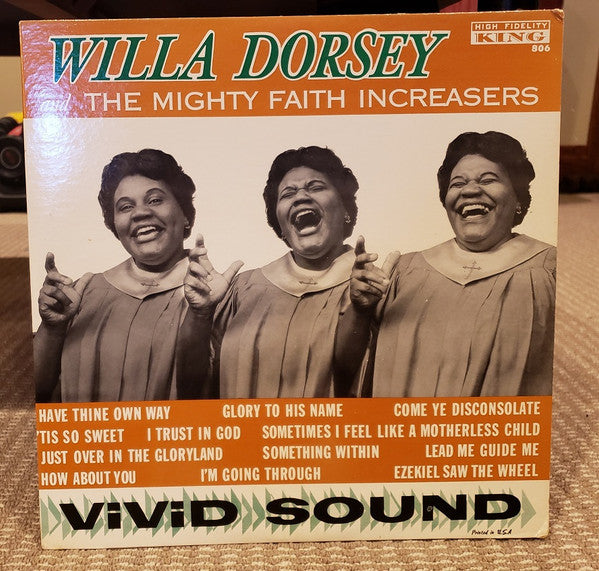 WILLA DORSEY
HIGH FIDELITY
KING
806
and THE MIGHTY FAITH INCREASERS
HAVE THINE OWN WAY GLORY TO HIS NAME COME YE DISCONSOLATE
'TIS SO SWEET I TRUST IN GOD SOMETIMES I FEEL LIKE A MOTHERLESS CHILD
JUST OVER IN THE GLORYLAND SOMETHING WITHIN LEAD ME GUIDE ME
HOW ABOUT YOU I'M GOING THROUGH EZEKIEL SAW THE WHEEL
ViViD SOUND
Printed in U.S.A